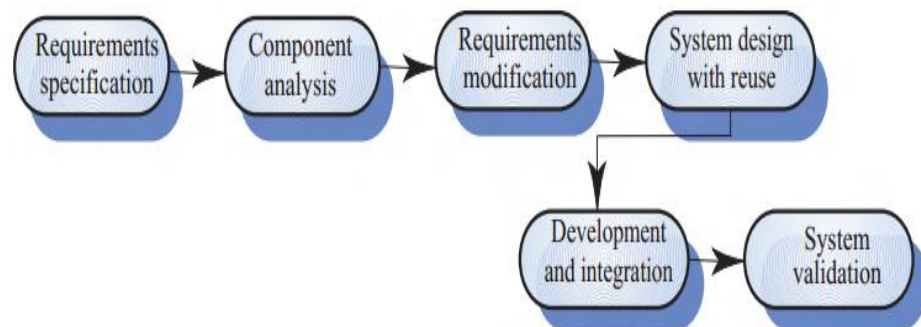 Requirements
specification
Component
analysis
Requirements
modification
System design
with reuse
Development
and integration
System
validation